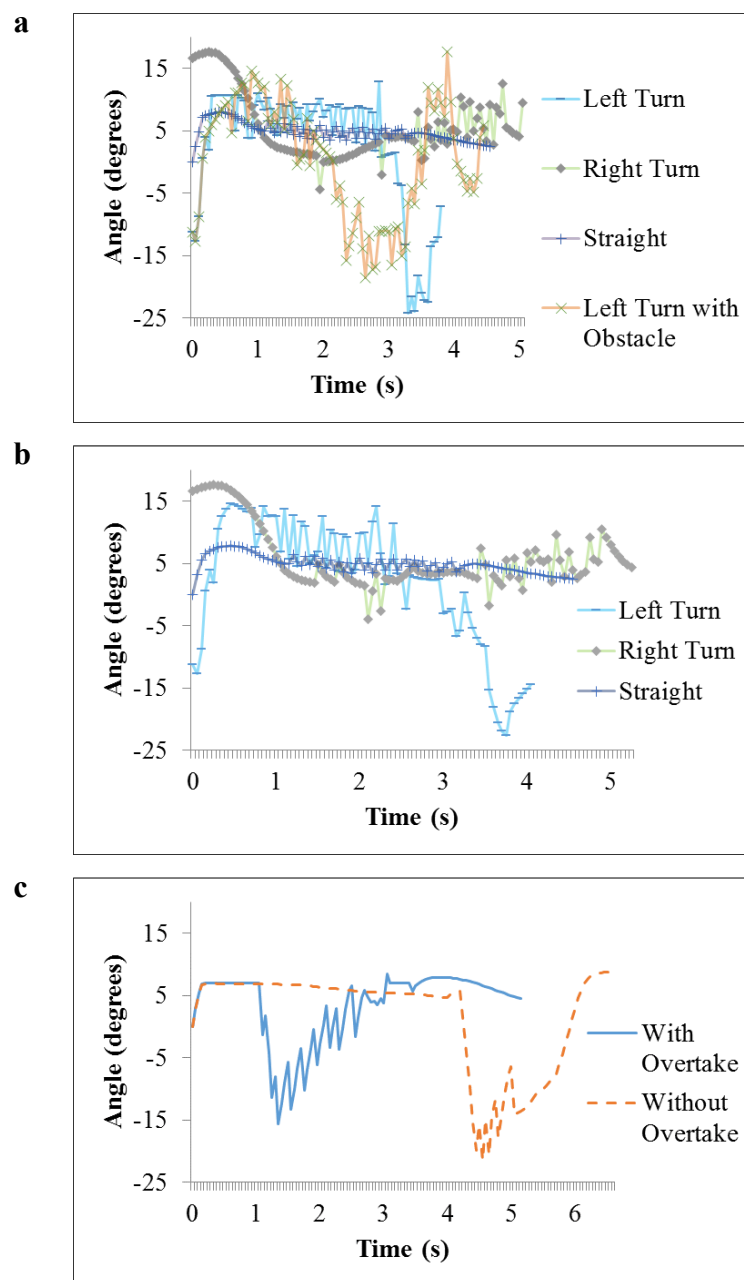 a
15
5
-5
-15
-25
Angle (degrees)
0 1 2 3 4 5
Time (s)
Left Turn
Right Turn
Straight
Left Turn with
Obstacle
b
15
5
-5
-15
-25
Angle (degrees)
0 1 2 3 4 5
Time (s)
Left Turn
Right Turn
Straight
c
15
5
-5
-15
-25
Angle (degrees)
0 1 2 3 4 5 6
Time (s)
With
Overtake
Without
Overtake